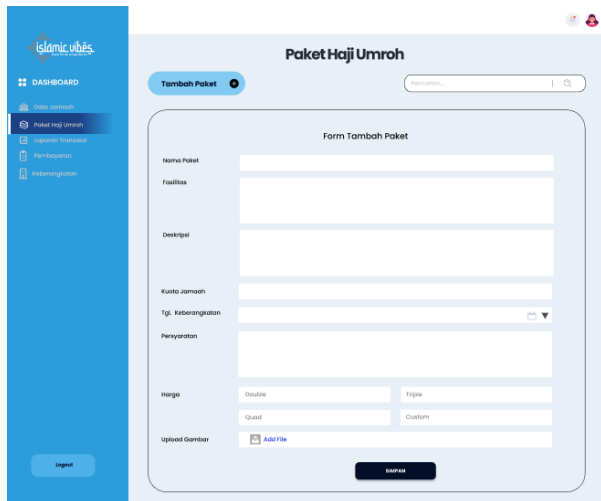 islamic vibes.
Paket Haji Umroh
DASHBOARD
Tambah Paket
Pencarian...
Data Jamaah
Paket Haji Umroh
Laporan Transaksi
Pembayaran
Keberangkatan
Form Tambah Paket
Nama Paket
Fasilitas
Deskripsi
Kuota Jamaah
Tgl. Keberangkatan
Persyaratan
Harga
Double
Triple
Quad
Custom
Upload Gambar
Add File
Logout
SIMPAN